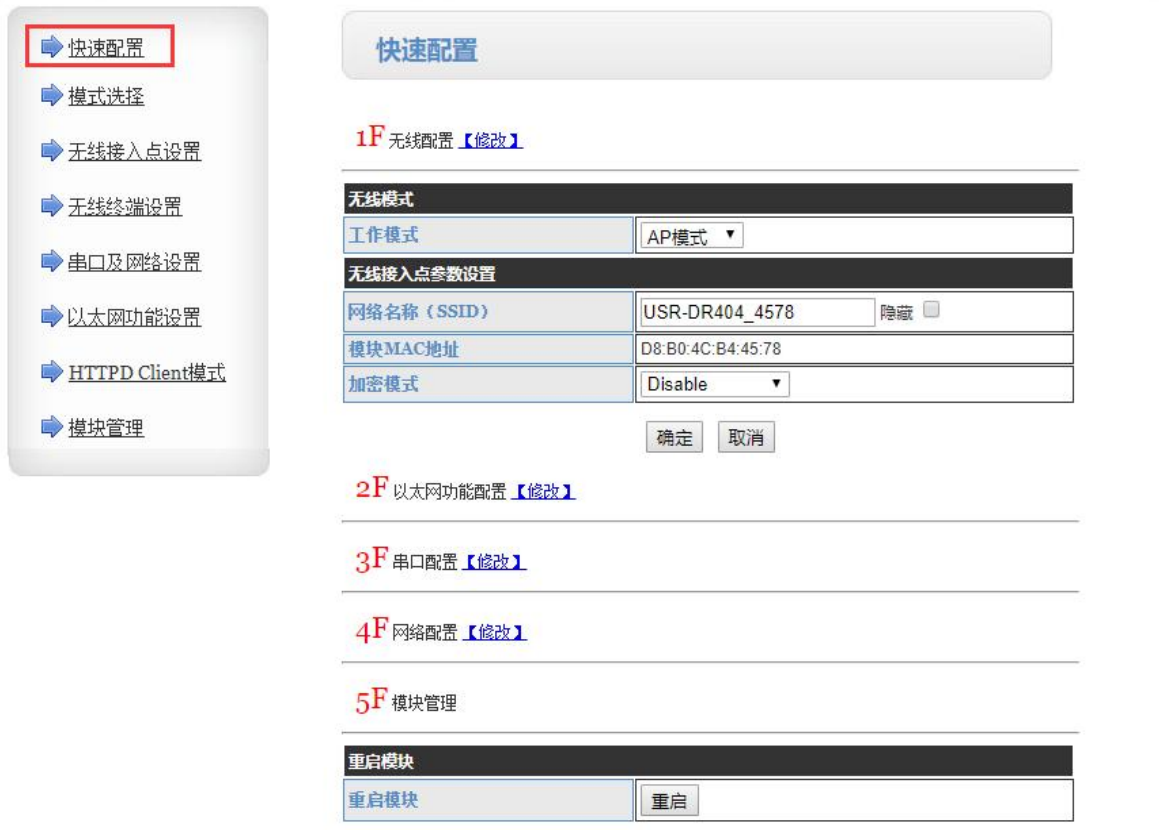 快速配置
模式选择
无线接入点设置
无线终端设置
串口及网络设置
以太网功能设置
HTTPD Client模式
模块管理
快速配置
1F 无线配置【修改】
无线模式
工作模式 AP模式
无线接入点参数设置
网络名称（SSID） USR-DR404_4578 隐藏
模块MAC地址 D8:B0:4C:B4:45:78
加密模式 Disable
确定 取消
2F 以太网功能配置【修改】
3F 串口配置【修改】
4F 网络配置【修改】
5F 模块管理
重启模块
重启模块 重启